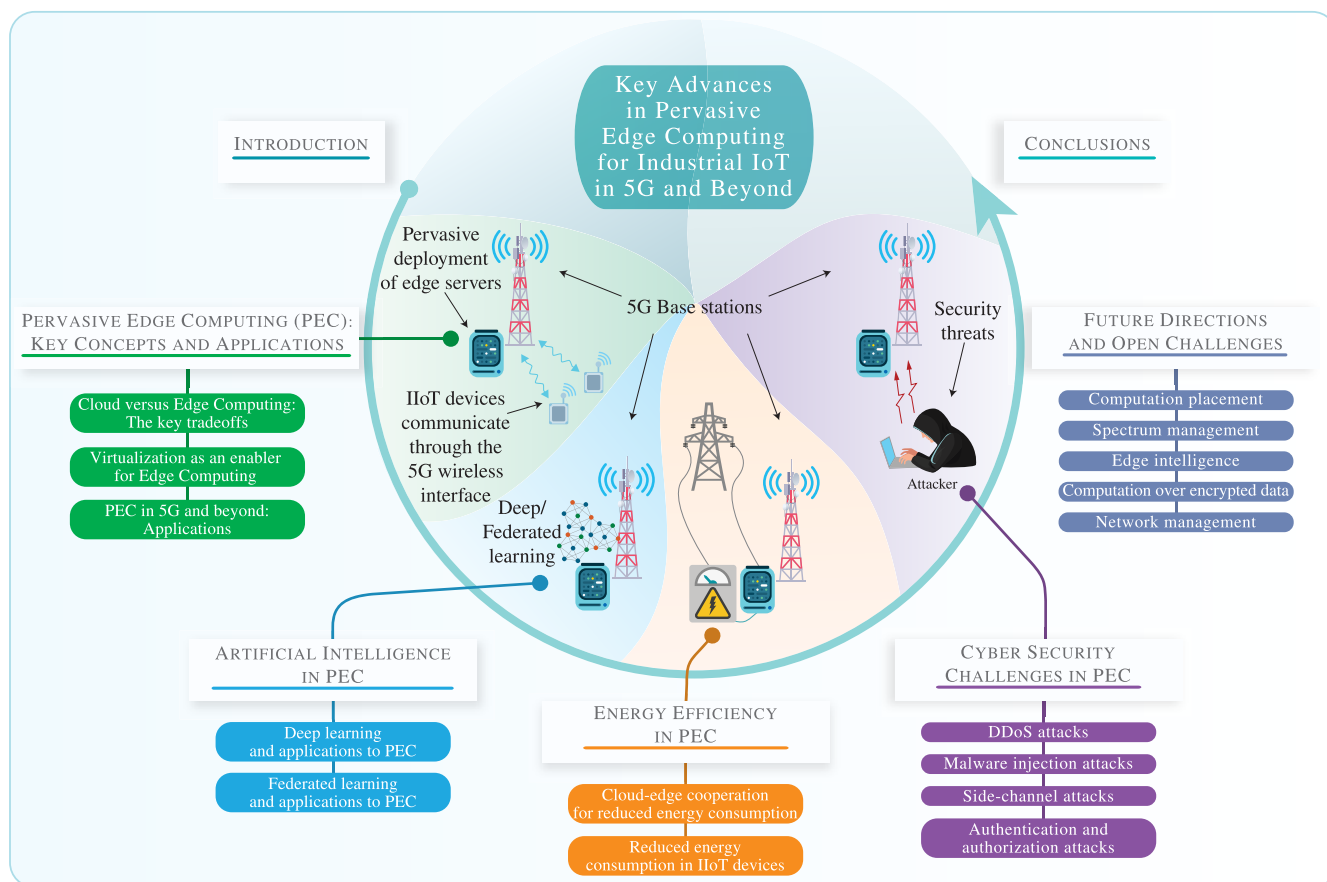 Key Advances
in Pervasive
Edge Computing
for Industrial IoT
in 5G and Beyond
INTRODUCTION
CONCLUSIONS
Pervasive
deployment
of edge servers
5G Base stations
Security
threats
PERVASIVE EDGE COMPUTING (PEC):
KEY CONCEPTS AND APPLICATIONS
Cloud versus Edge Computing:
The key tradeoffs
Virtualization as an enabler
for Edge Computing
PEC in 5G and beyond:
Applications
IIoT devices
communicate
through the
5G wireless
interface
Deep/
Federated
learning
Attacker
FUTURE DIRECTIONS
AND OPEN CHALLENGES
Computation placement
Spectrum management
Edge intelligence
Computation over encrypted data
Network management
ARTIFICIAL INTELLIGENCE
IN PEC
Deep learning
and applications to PEC
Federated learning
and applications to PEC
ENERGY EFFICIENCY
IN PEC
Cloud-edge cooperation
for reduced energy consumption
Reduced energy
consumption in IIoT devices
CYBER SECURITY
CHALLENGES IN PEC
DDoS attacks
Malware injection attacks
Side-channel attacks
Authentication and
authorization attacks